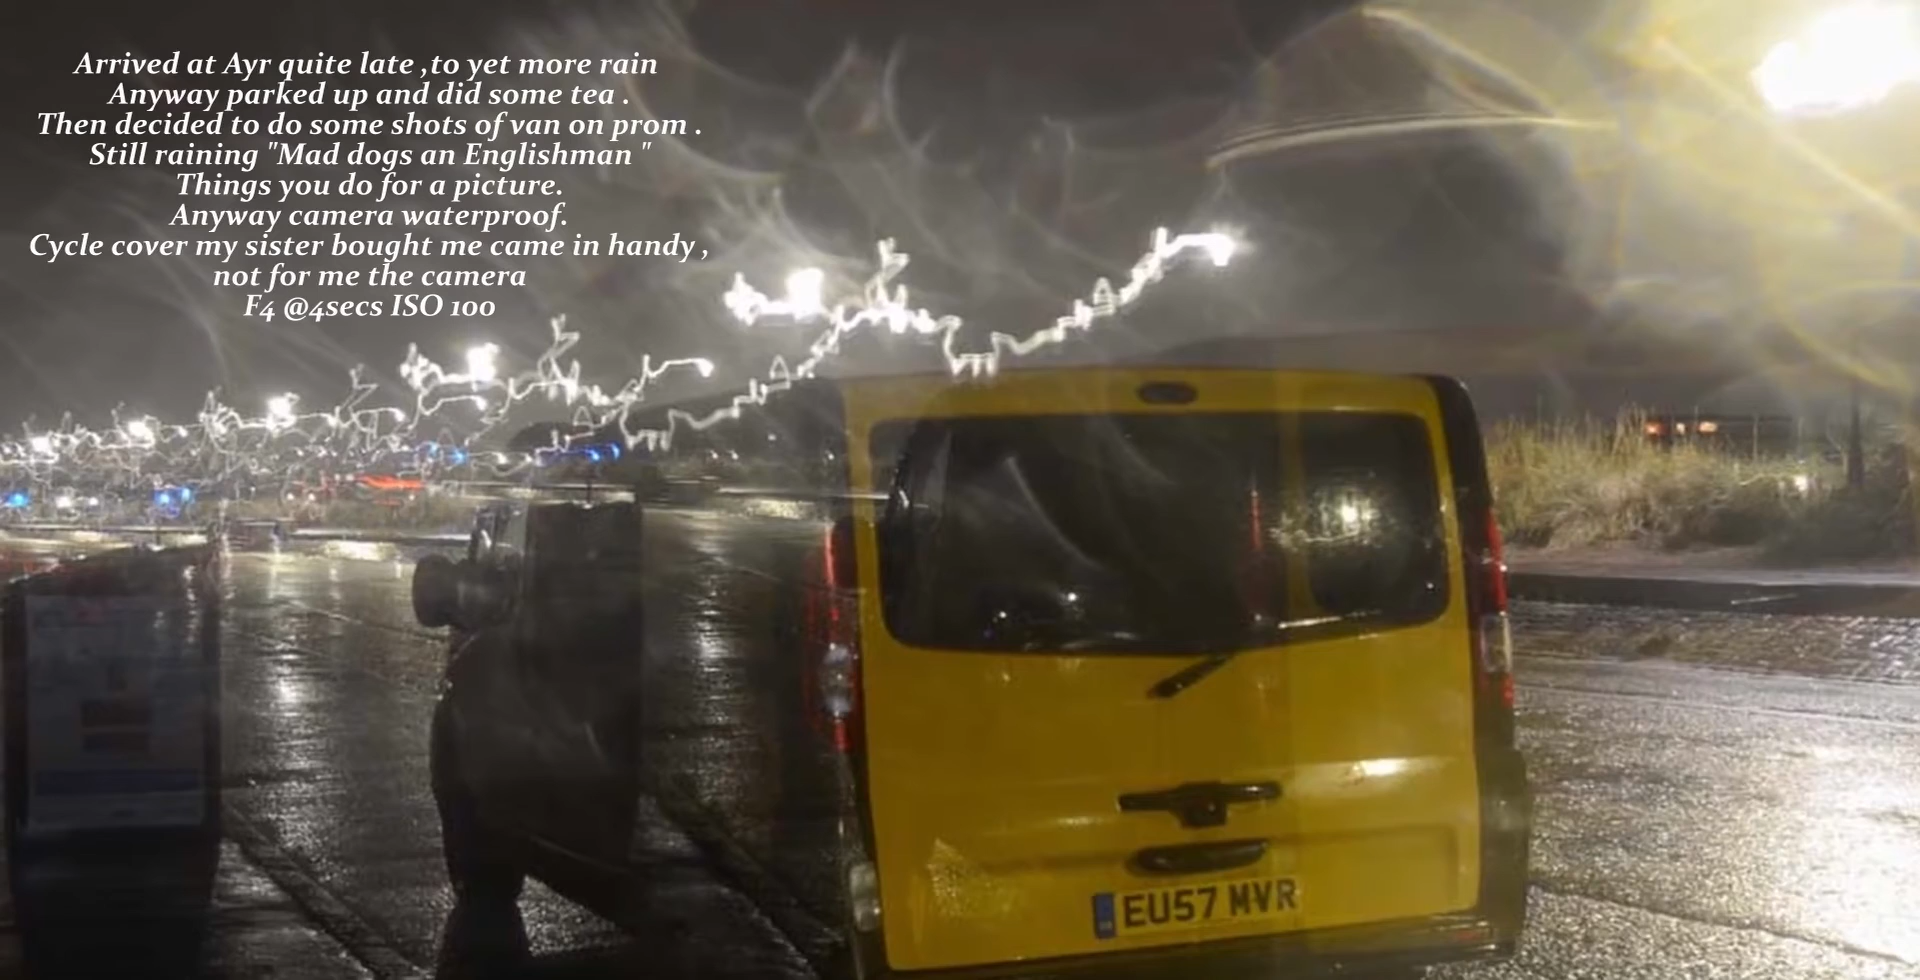 Arrived at Ayr quite late ,to yet more rain
Anyway parked up and did some tea .
Then decided to do some shots of van on prom .
Still raining "Mad dogs an Englishman "
Things you do for a picture.
Anyway camera waterproof.
Cycle cover my sister bought me came in handy ,
not for me the camera
F4 @4secs ISO 100
EU57 MVR